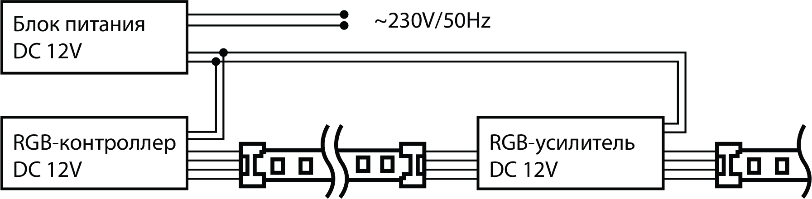 Блок питания
DC 12V
~230V/50Hz
RGB-контроллер
DC 12V
RGB-усилитель
DC 12V